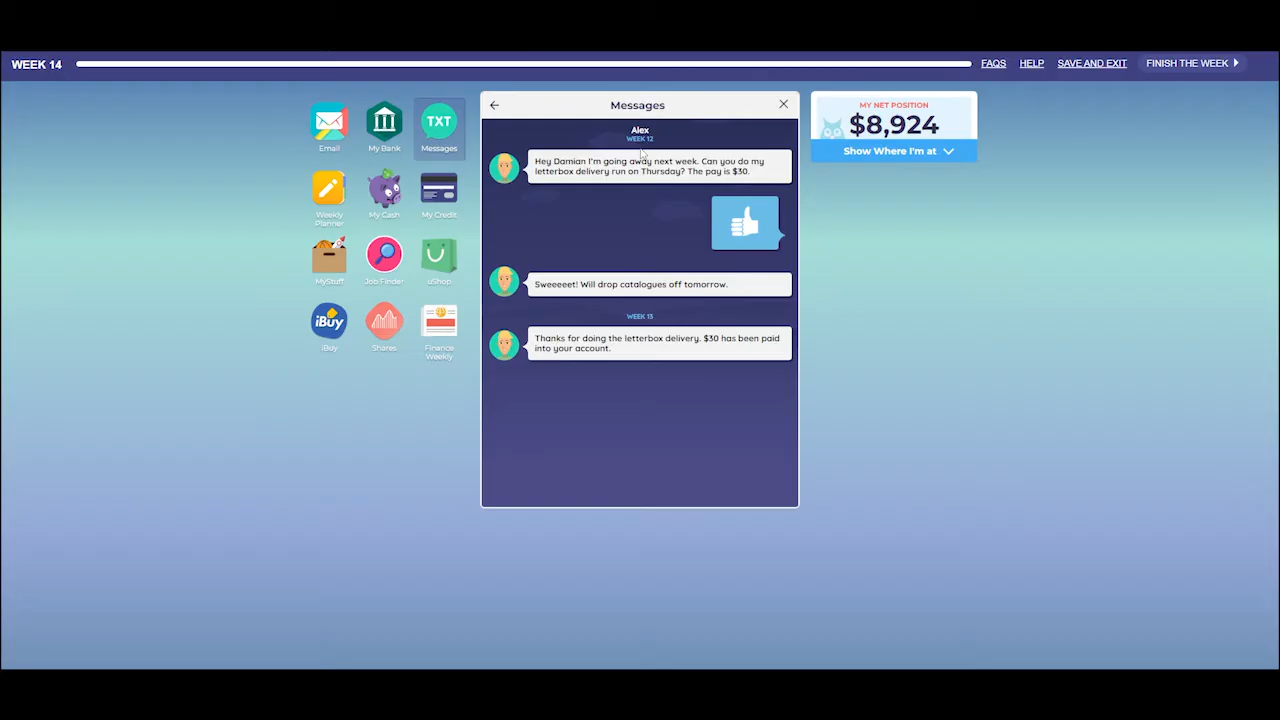 WEEK 14
FAQS
HELP
SAVE AND EXIT
FINISH THE WEEK
Email
My Bank
TXT
Messages
Weekly
Planner
My Cash
My Credit
MyStuff
Job Finder
uShop
iBuy
iBuy
Shares
Finance
Weekly
Messages
Alex
WEEK 12
Hey Damian I'm going away next week. Can you do my
letterbox delivery run on Thursday? The pay is $30.
Sweeeeet! Will drop catalogues off tomorrow.
WEEK 13
Thanks for doing the letterbox delivery. $30 has been paid
into your account.
MY NET POSITION
$8,924
Show Where I'm at